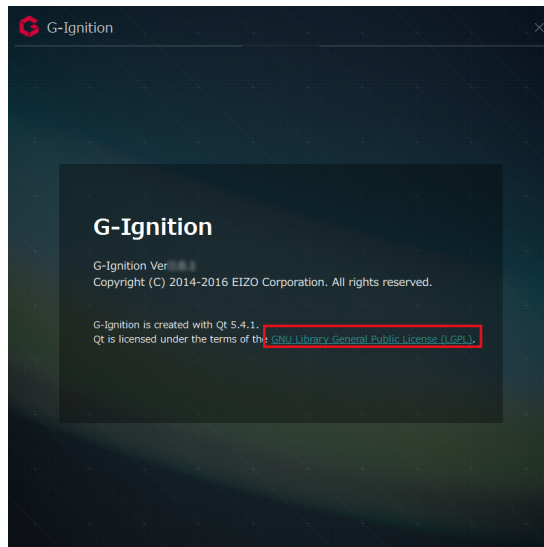 G-Ignition
G-Ignition
G-Ignition Ver
Copyright (C) 2014-2016 EIZO Corporation. All rights reserved.
G-Ignition is created with Qt 5.4.1.
Qt is licensed under the terms of the GNU Library General Public License (LGPL).